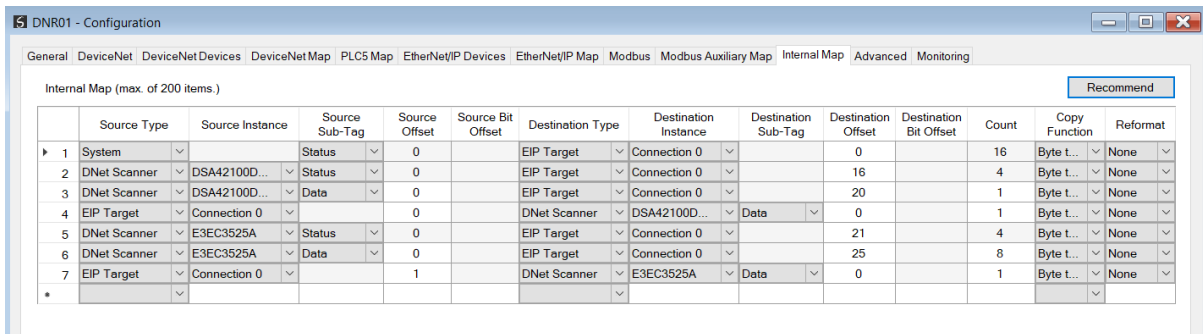 DNR01 - Configuration
General DeviceNet DeviceNet Devices DeviceNet Map PLC5 Map EtherNet/IP Devices EtherNet/IP Map Modbus Modbus Auxiliary Map Internal Map Advanced Monitoring
Internal Map (max. of 200 items.) Recommend
Source Type Source Instance Source Sub-Tag Source Offset Source Bit Offset Destination Type Destination Instance Destination Sub-Tag Destination Offset Destination Bit Offset Count Copy Function Reformat
1 System Status 0 EIP Target Connection 0 0 16 Byte t... None
2 DNet Scanner DSA42100D... Status 0 EIP Target Connection 0 16 4 Byte t... None
3 DNet Scanner DSA42100D... Data 0 EIP Target Connection 0 20 1 Byte t... None
4 EIP Target Connection 0 0 DNet Scanner DSA42100D... Data 0 1 Byte t... None
5 DNet Scanner E3EC3525A Status 0 EIP Target Connection 0 21 4 Byte t... None
6 DNet Scanner E3EC3525A Data 0 EIP Target Connection 0 25 8 Byte t... None
7 EIP Target Connection 0 1 DNet Scanner E3EC3525A Data 0 1 Byte t... None